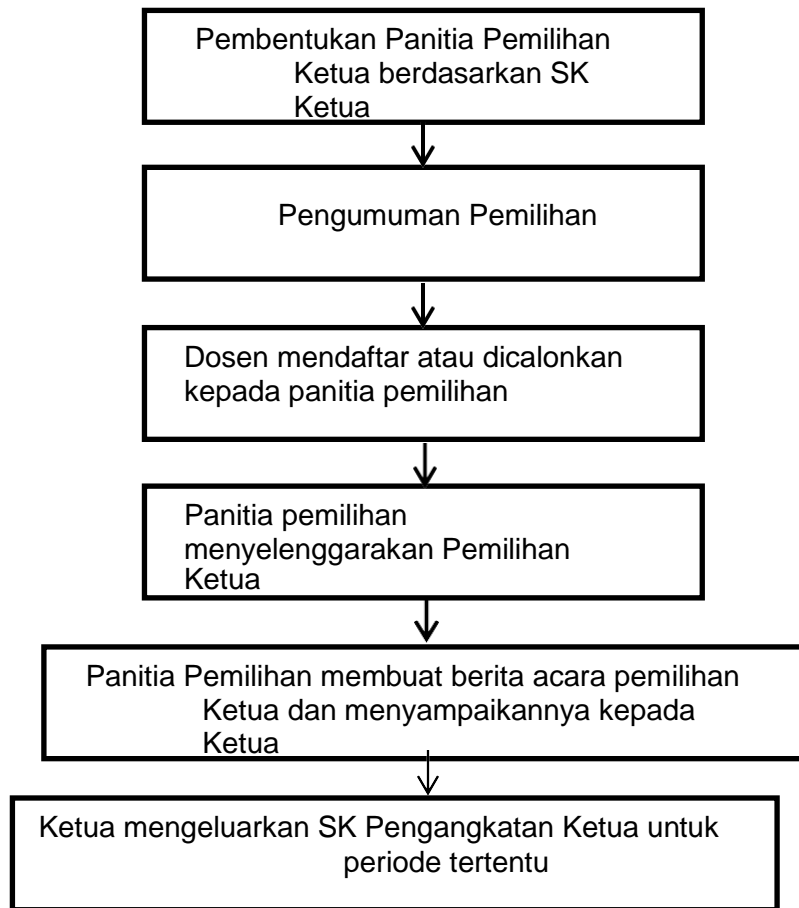 Pembentukan Panitia Pemilihan
Ketua berdasarkan SK
Ketua
Pengumuman Pemilihan
Dosen mendaftar atau dicalonkan
kepada panitia pemilihan
Panitia pemilihan
menyelenggarakan Pemilihan
Ketua
Panitia Pemilihan membuat berita acara pemilihan
Ketua dan menyampaikannya kepada
Ketua
Ketua mengeluarkan SK Pengangkatan Ketua untuk
periode tertentu